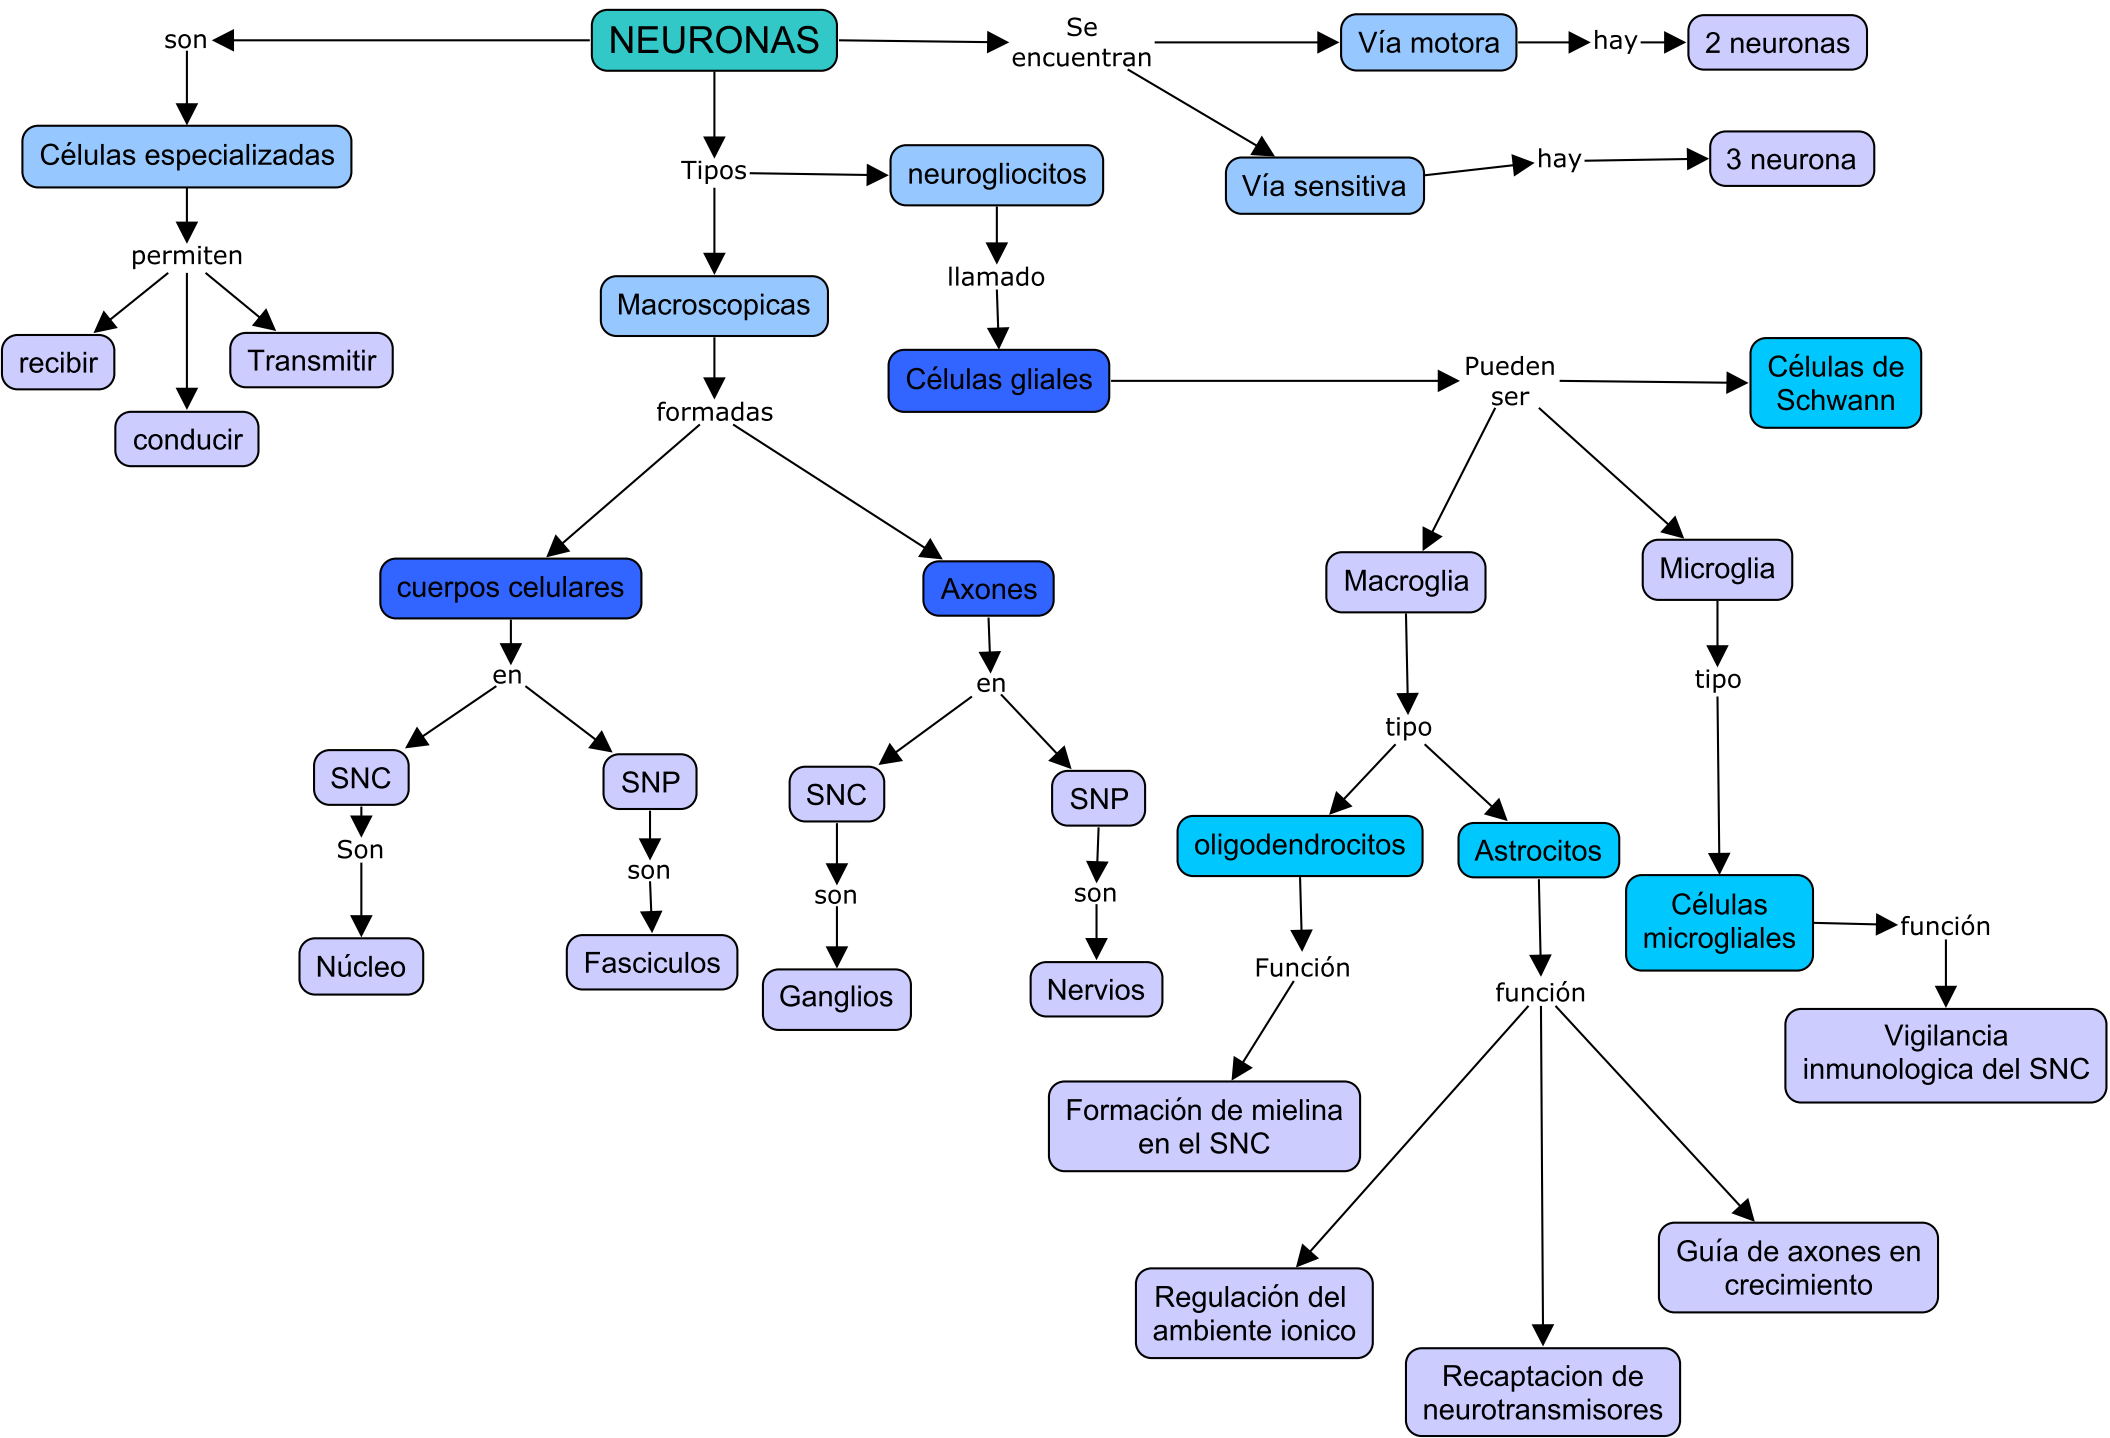 NEURONAS
son
Se
encuentran
Vía motora
hay
2 neuronas
Células especializadas
Tipos
neurogliocitos
Vía sensitiva
hay
3 neurona
permiten
llamado
Macroscopicas
recibir
Transmitir
conducir
formadas
Células gliales
Pueden
ser
Células de
Schwann
cuerpos celulares
Axones
Macroglia
Microglia
en
en
tipo
tipo
SNC
SNP
SNC
SNP
oligodendrocitos
Astrocitos
Son
son
son
son
Células
microgliales
función
Núcleo
Fasciculos
Ganglios
Nervios
Función
función
Vigilancia
inmunologica del SNC
Formación de mielina
en el SNC
Regulación del
ambiente ionico
Guía de axones en
crecimiento
Recaptacion de
neurotransmisores